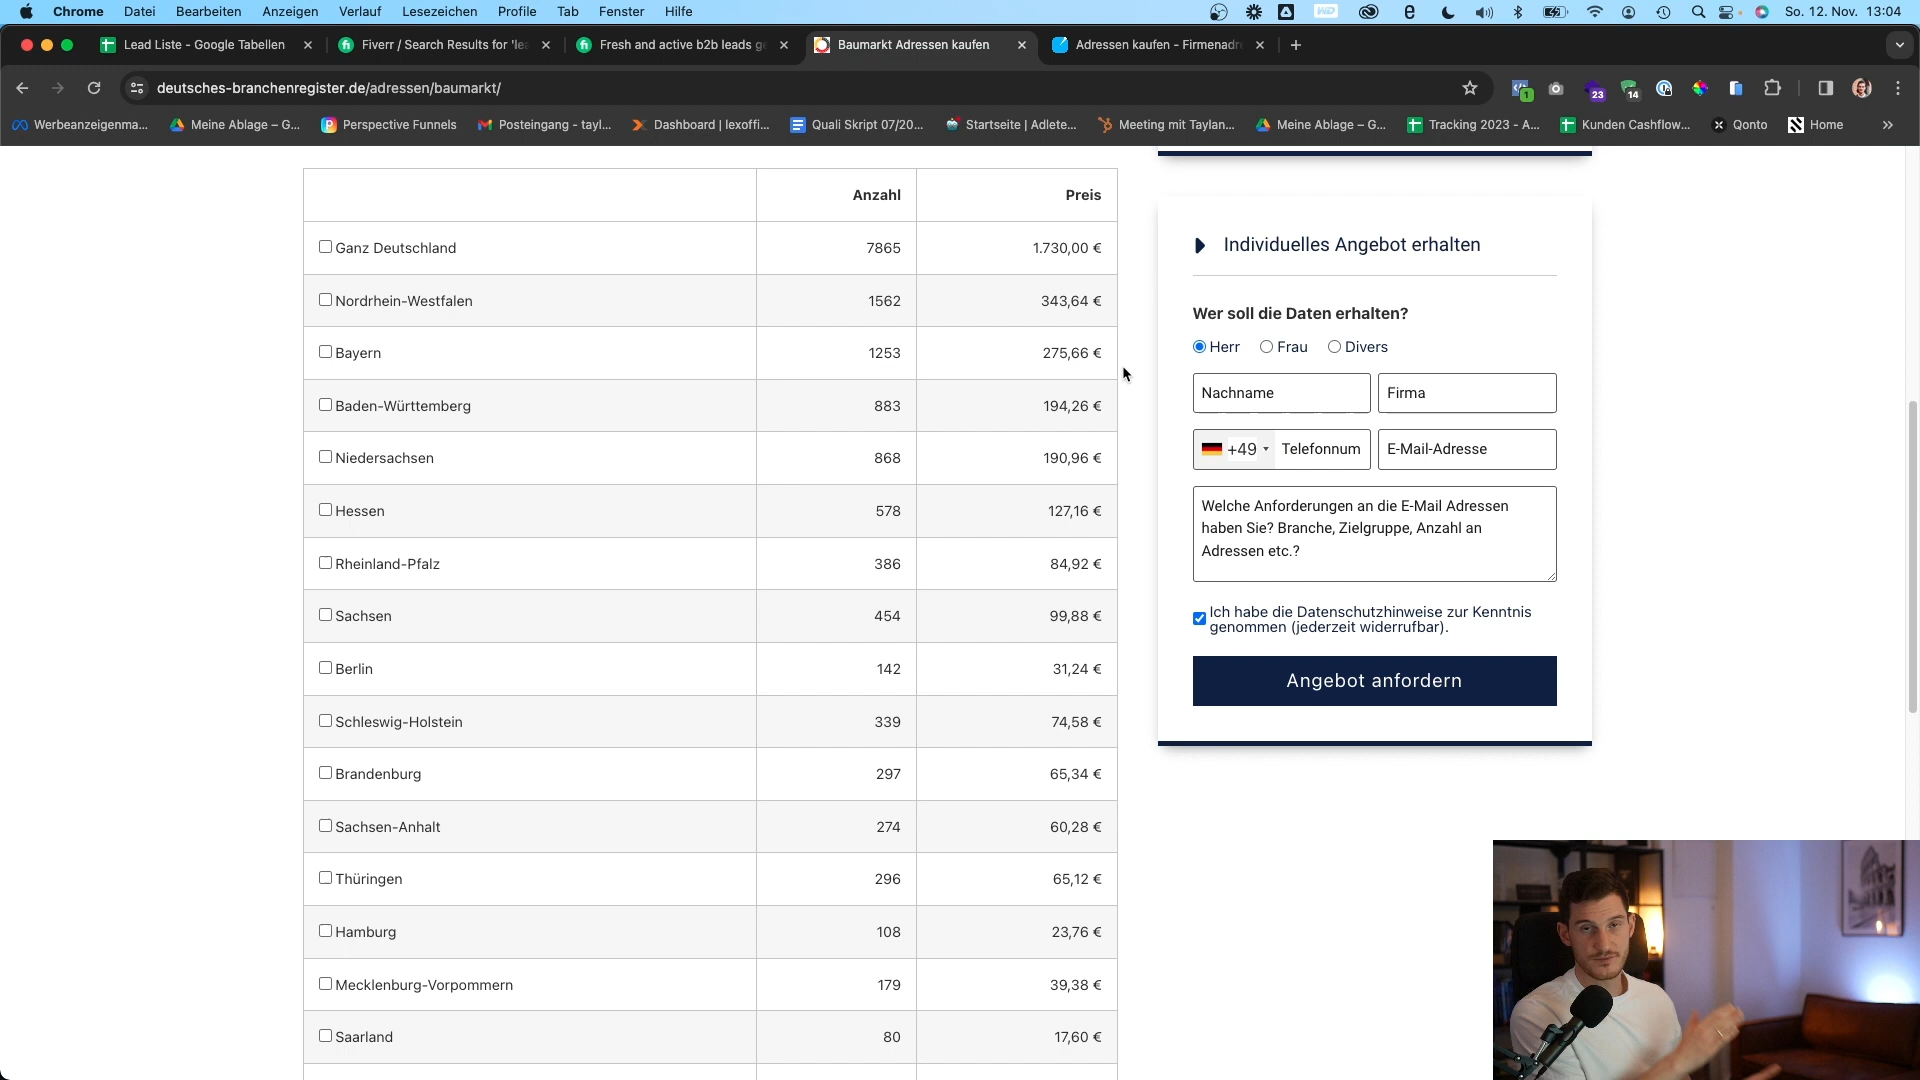 Chrome Datei Bearbeiten Anzeigen Verlauf Lesezeichen Profile Tab Fenster Hilfe So. 12. Nov. 13:04
Lead Liste - Google Tabellen Fiverr / Search Results for 'lea Fresh and active b2b leads ge Baumarkt Adressen kaufen Adressen kaufen - Firmenadr
deutsches-branchenregister.de/adressen/baumarkt/ 1 23 14
Werbeanzeigenma... Meine Ablage – G... Perspective Funnels Posteingang - tayl... Dashboard | lexoffi... Quali Skript 07/20... Startseite | Adlete... Meeting mit Taylan... Meine Ablage – G... Tracking 2023 - A... Kunden Cashflow... Qonto Home »
Anzahl Preis
Ganz Deutschland 7865 1.730,00 €
Nordrhein-Westfalen 1562 343,64 €
Bayern 1253 275,66 €
Baden-Württemberg 883 194,26 €
Niedersachsen 868 190,96 €
Hessen 578 127,16 €
Rheinland-Pfalz 386 84,92 €
Sachsen 454 99,88 €
Berlin 142 31,24 €
Schleswig-Holstein 339 74,58 €
Brandenburg 297 65,34 €
Sachsen-Anhalt 274 60,28 €
Thüringen 296 65,12 €
Hamburg 108 23,76 €
Mecklenburg-Vorpommern 179 39,38 €
Saarland 80 17,60 €
Individuelles Angebot erhalten
Wer soll die Daten erhalten?
Herr Frau Divers
Nachname Firma
+49 Telefonnum E-Mail-Adresse
Welche Anforderungen an die E-Mail Adressen
haben Sie? Branche, Zielgruppe, Anzahl an
Adressen etc.?
Ich habe die Datenschutzhinweise zur Kenntnis
genommen (jederzeit widerrufbar).
Angebot anfordern